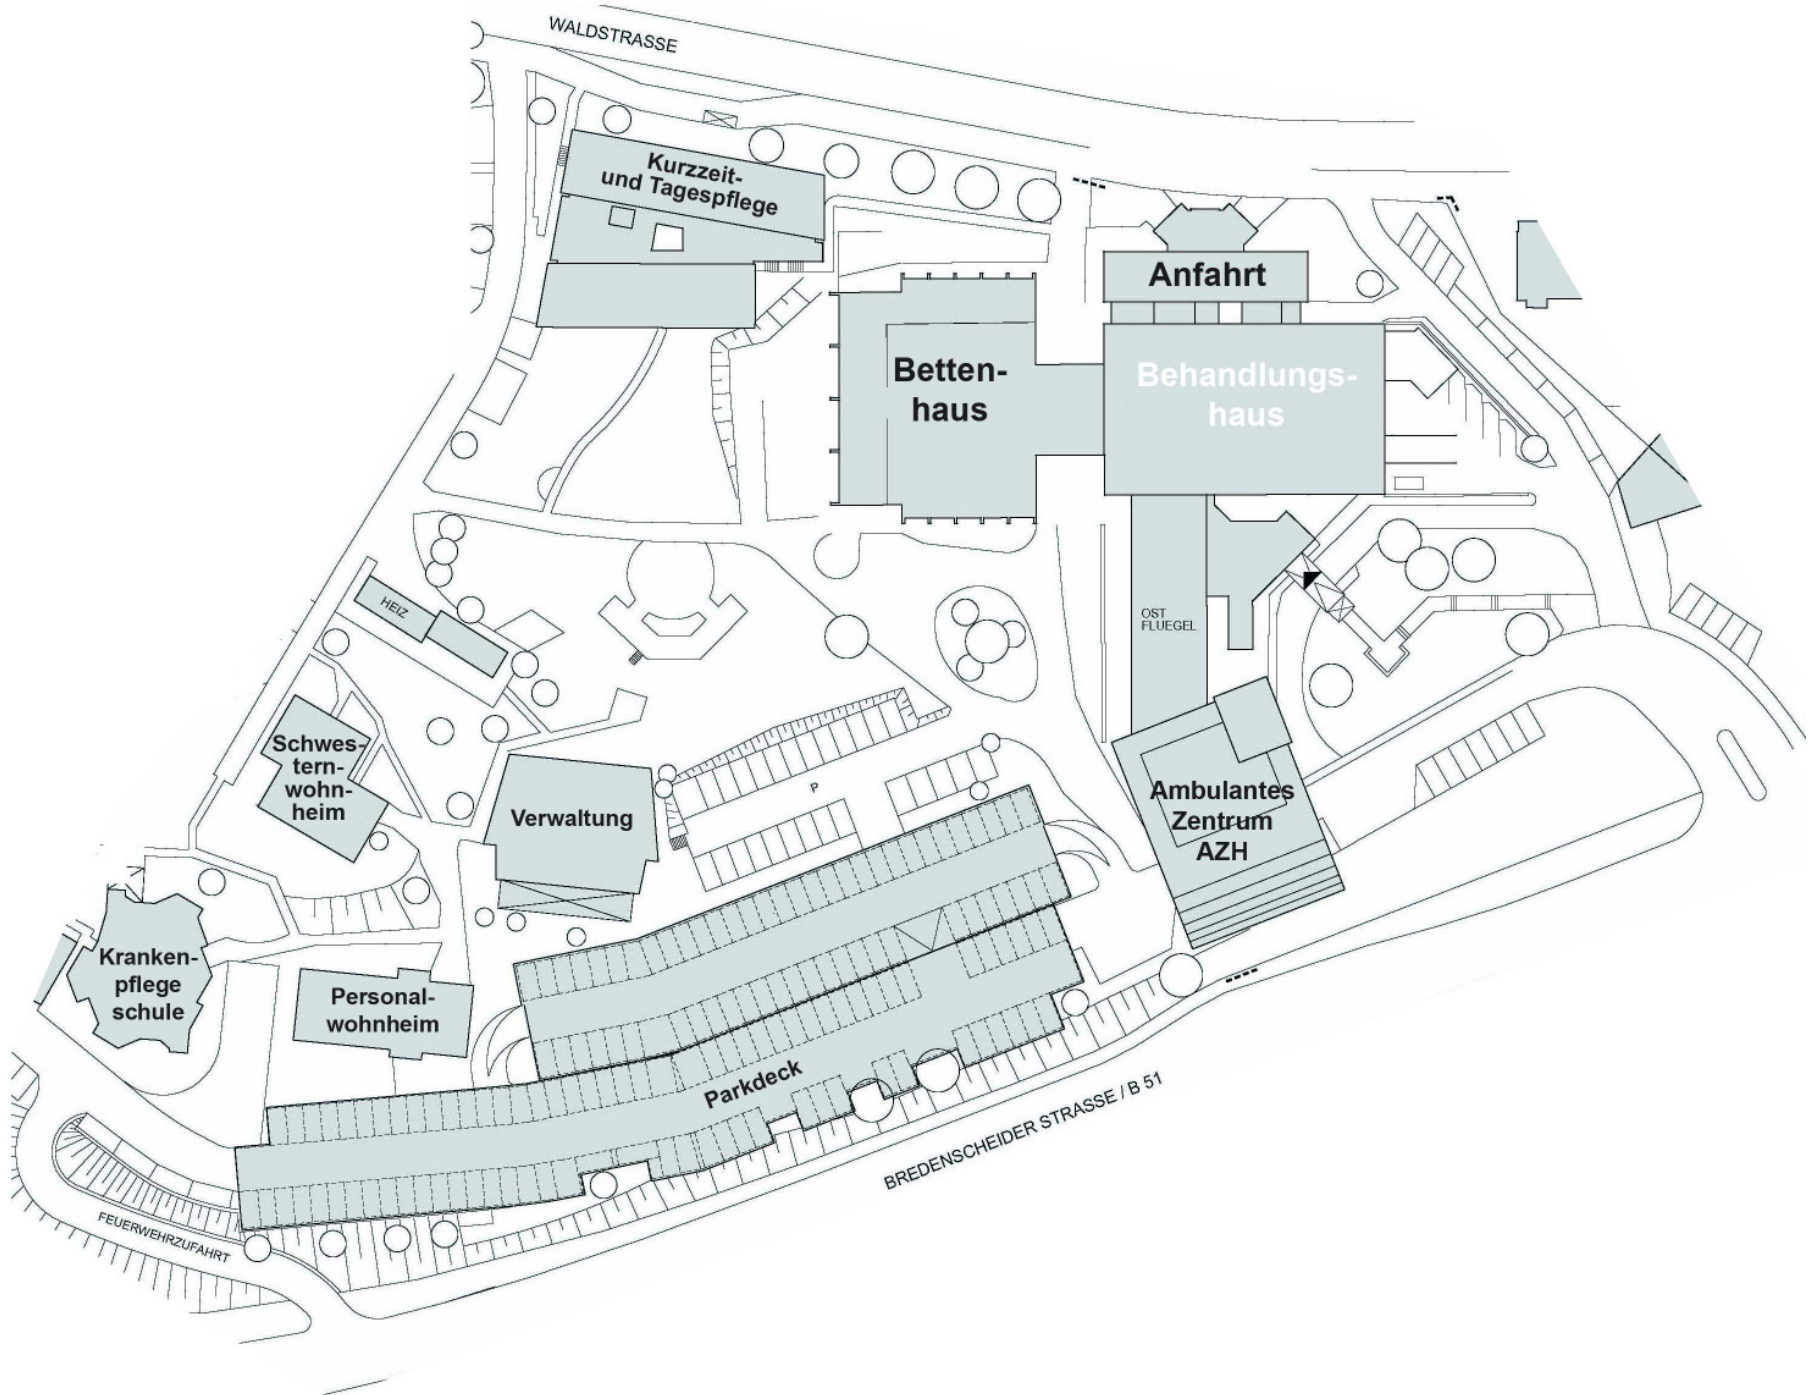 WALDSTRASSE
Kurzzeit-
und Tagespflege
Anfahrt
Betten-
haus
Behandlungs-
haus
HEIZ
OST
FLUEGEL
Schwes-
tern-
wohn-
heim
Verwaltung
P
Ambulantes
Zentrum
AZH
Kranken-
pflege
schule
Personal-
wohnheim
Parkdeck
BREDENSCHEIDER STRASSE / B 51
FEUERWEHRZUFAHRT